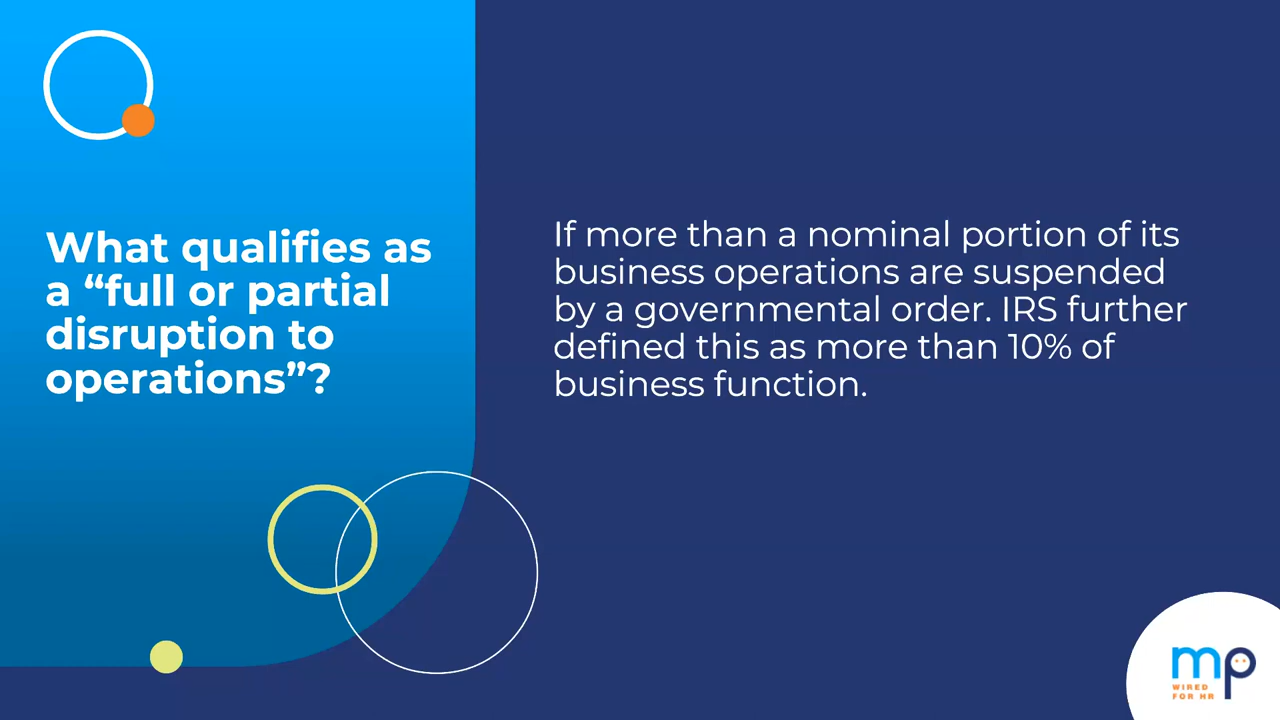 What qualifies as
a “full or partial
disruption to
operations”?
If more than a nominal portion of its
business operations are suspended
by a governmental order. IRS further
defined this as more than 10% of
business function.
mp
WIRED
FOR HR